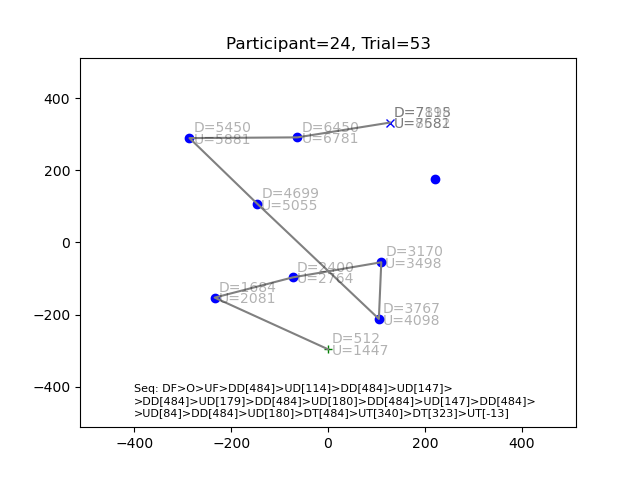 Participant=24, Trial=53
400
200
0
−200
−400
−400
−200
0
200
400
D=5450
U=5881
D=6450
U=6781
D=4699
U=5055
D=3170
U=3498
D=2400
U=2764
D=1684
U=2081
D=3767
U=4098
D=512
U=1447
Seq: DF>O>UF>DD[484]>UD[114]>DD[484]>UD[147]>
>DD[484]>UD[179]>DD[484]>UD[180]>DD[484]>UD[147]>DD[484]>
>UD[84]>DD[484]>UD[180]>DT[484]>UT[340]>DT[323]>UT[-13]